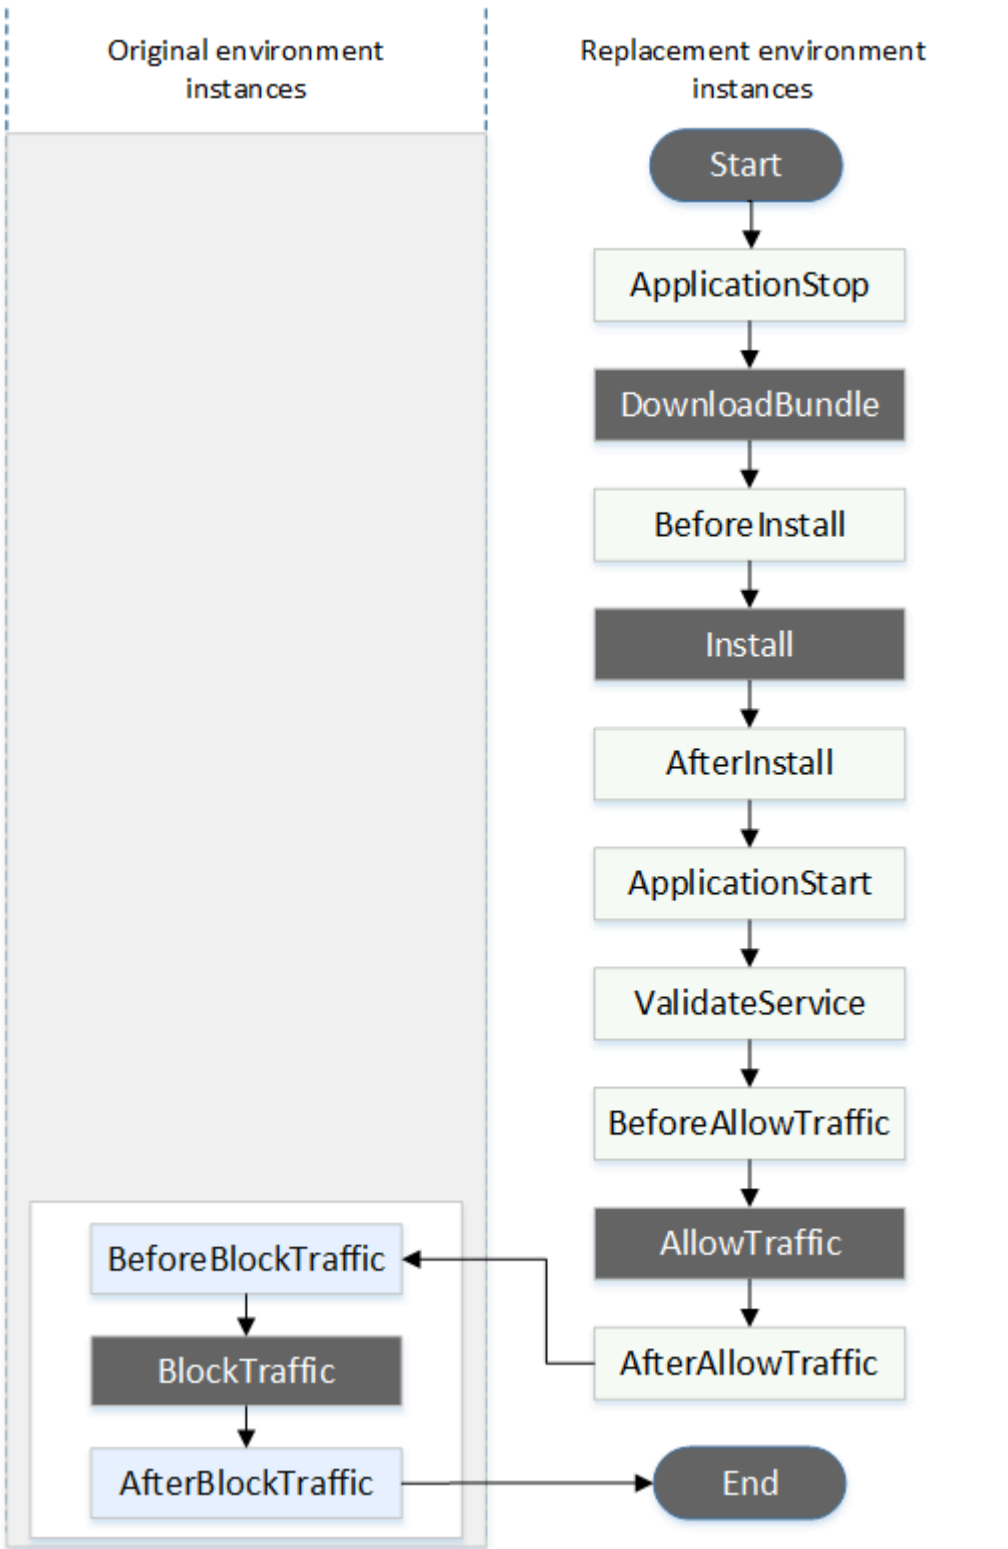 Original environment
instances
Replacement environment
instances
Start
ApplicationStop
DownloadBundle
BeforeInstall
Install
AfterInstall
ApplicationStart
ValidateService
BeforeAllowTraffic
AllowTraffic
AfterAllowTraffic
BeforeBlockTraffic
BlockTraffic
AfterBlockTraffic
End